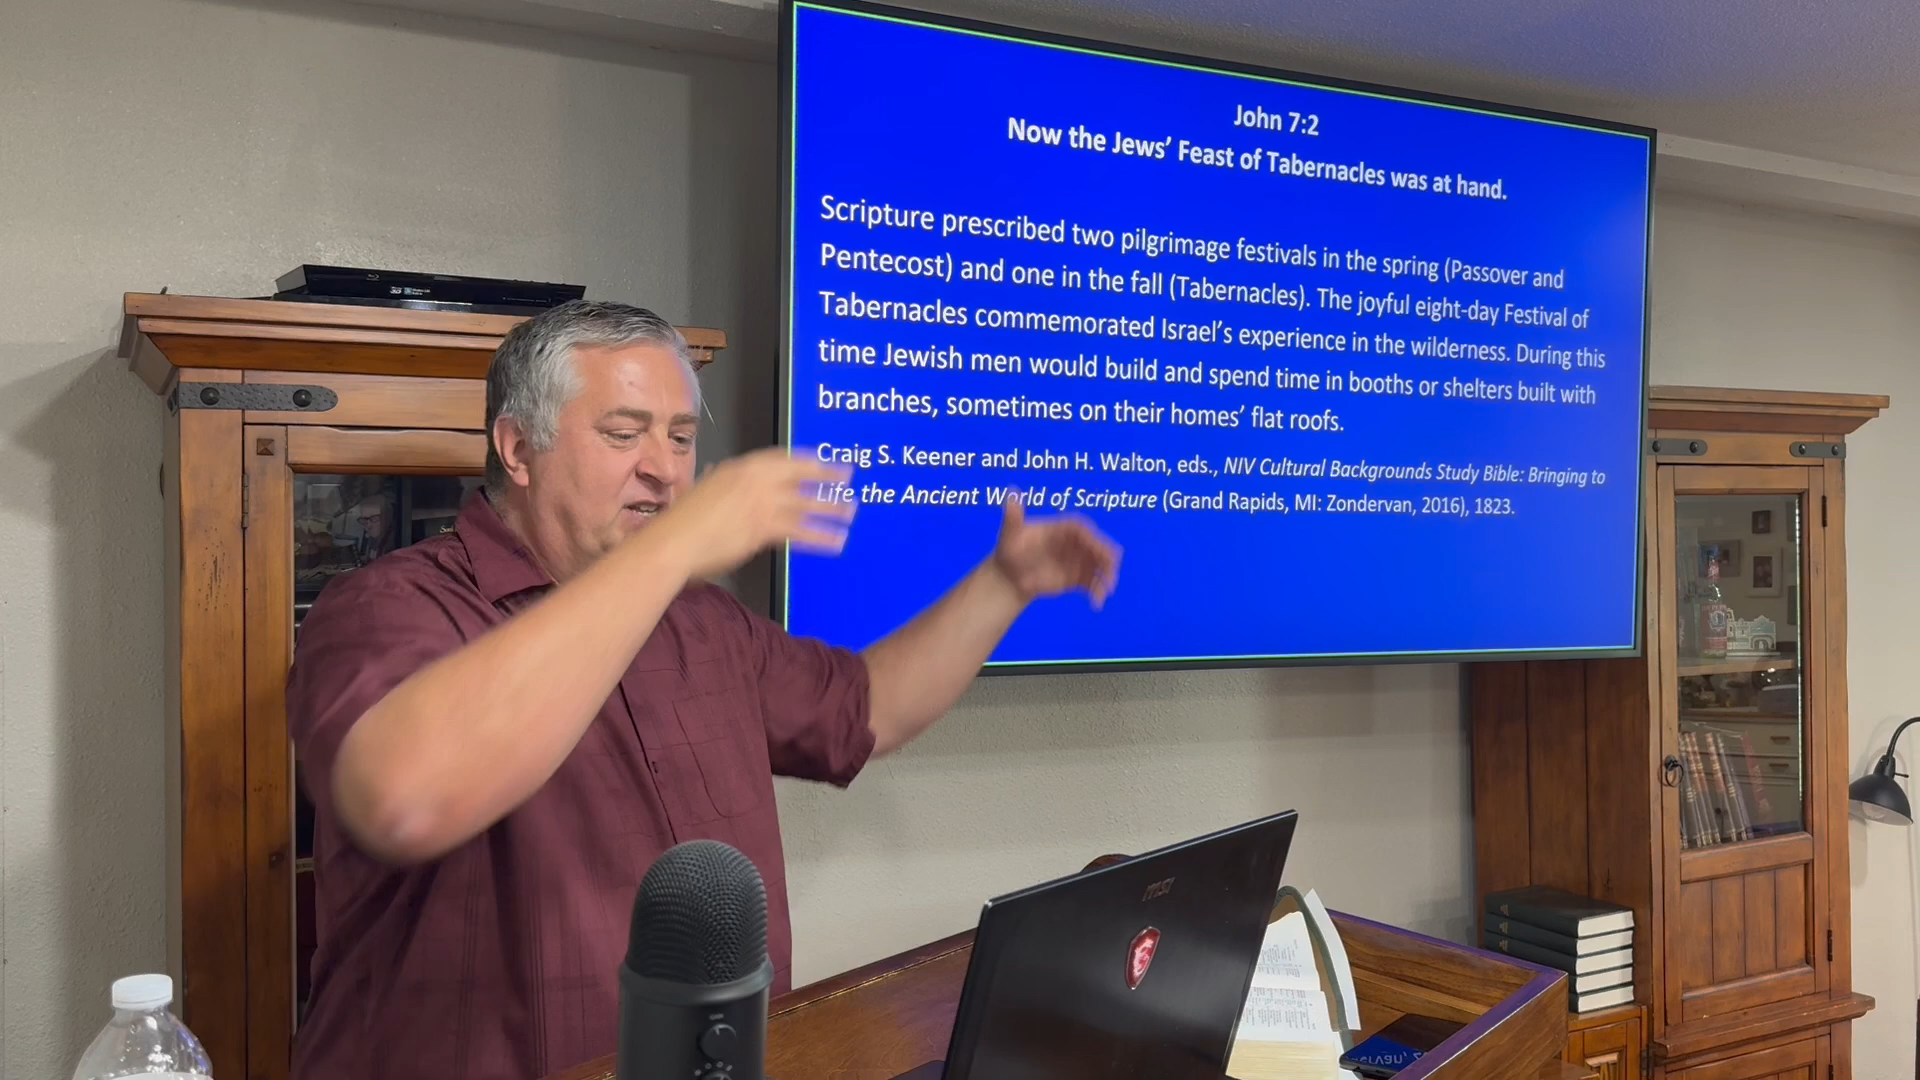 John 7:2
Now the Jews’ Feast of Tabernacles was at hand.
Scripture prescribed two pilgrimage festivals in the spring (Passover and
Pentecost) and one in the fall (Tabernacles). The joyful eight-day Festival of
Tabernacles commemorated Israel’s experience in the wilderness. During this
time Jewish men would build and spend time in booths or shelters built with
branches, sometimes on their homes’ flat roofs.
Craig S. Keener and John H. Walton, eds., NIV Cultural Backgrounds Study Bible: Bringing to
Life the Ancient World of Scripture (Grand Rapids, MI: Zondervan, 2016), 1823.
msi